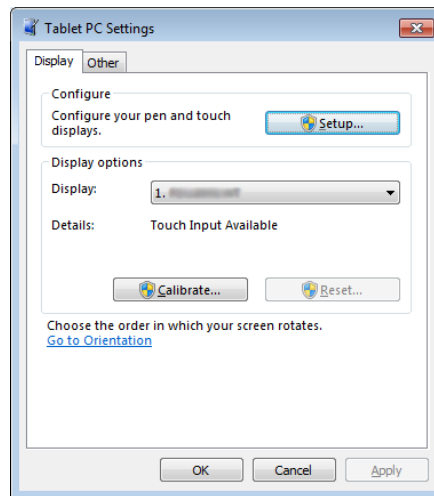 Tablet PC Settings
Display Other
Configure
Configure your pen and touch
displays.
Setup...
Display options
Display: 1.
Details: Touch Input Available
Calibrate... Reset...
Choose the order in which your screen rotates.
Go to Orientation
OK Cancel Apply